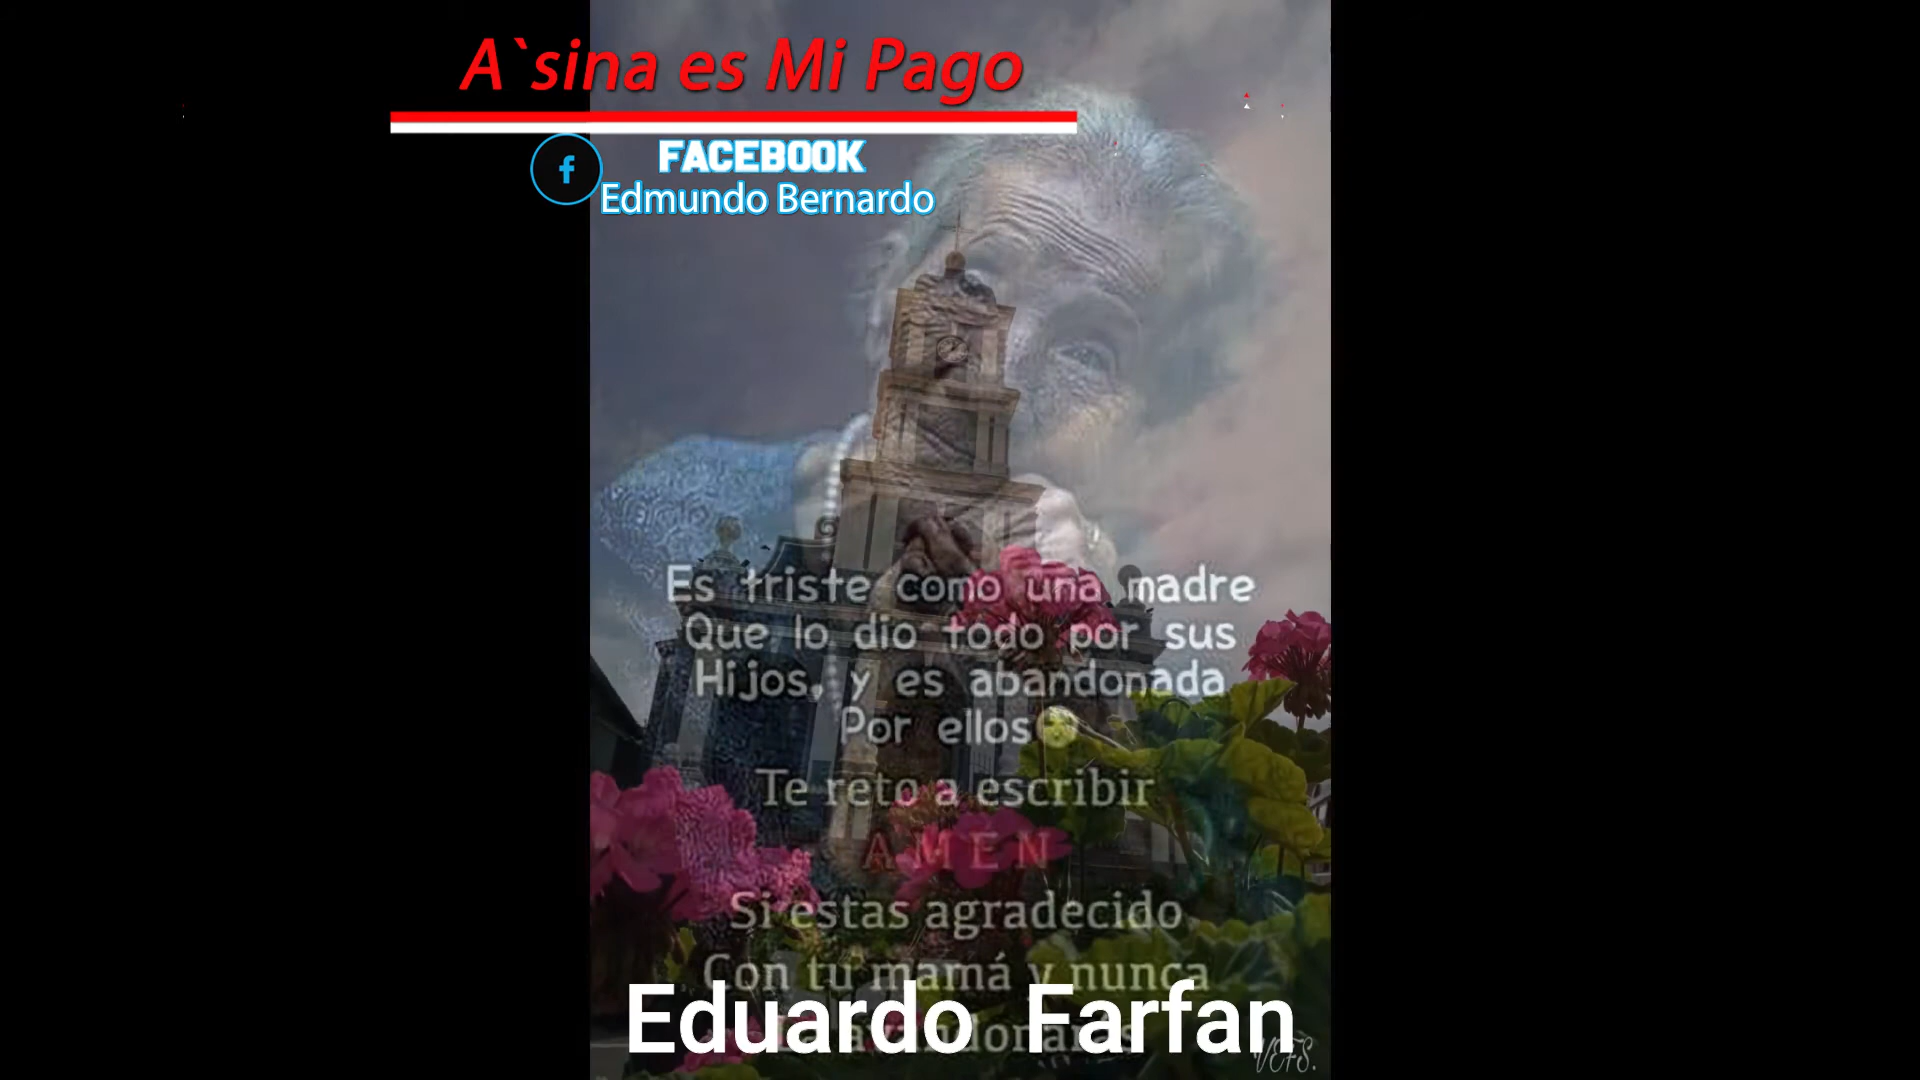 A`sina es Mi Pago
f
FACEBOOK
Edmundo Bernardo
Es triste como una madre
Que lo dio todo por sus
Hijos, y es abandonada
Por ellos
Te reto a escribir
AMEN
Si estas agradecido
Con tu mamá y nunca
Eduardo Farfan